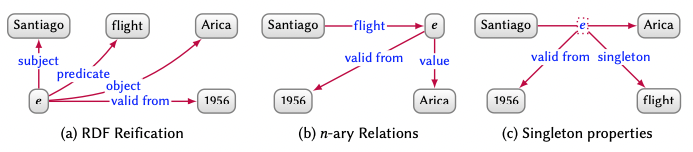 Santiago
flight
Arica
subject
predicate
object
valid from
e
1956
(a) RDF Reification
Santiago
flight
e
valid from
value
1956
Arica
(b) n-ary Relations
Santiago
e
Arica
valid from
singleton
1956
flight
(c) Singleton properties